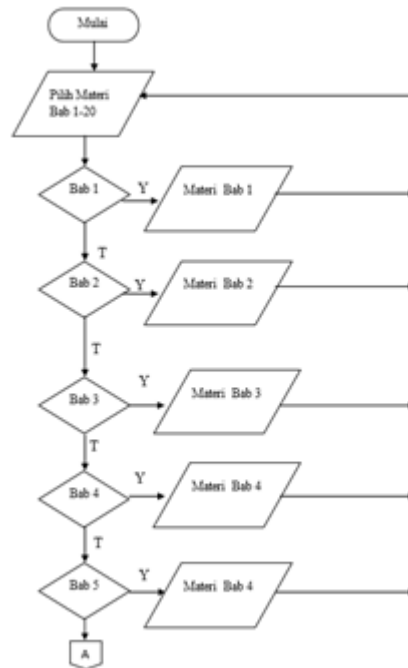 Mulai
Pilih Materi
Bab 1-20
Bab 1
Y
Materi Bab 1
T
Bab 2
Y
Materi Bab 2
T
Bab 3
Y
Materi Bab 3
T
Bab 4
Y
Materi Bab 4
T
Bab 5
Y
Materi Bab 4
A